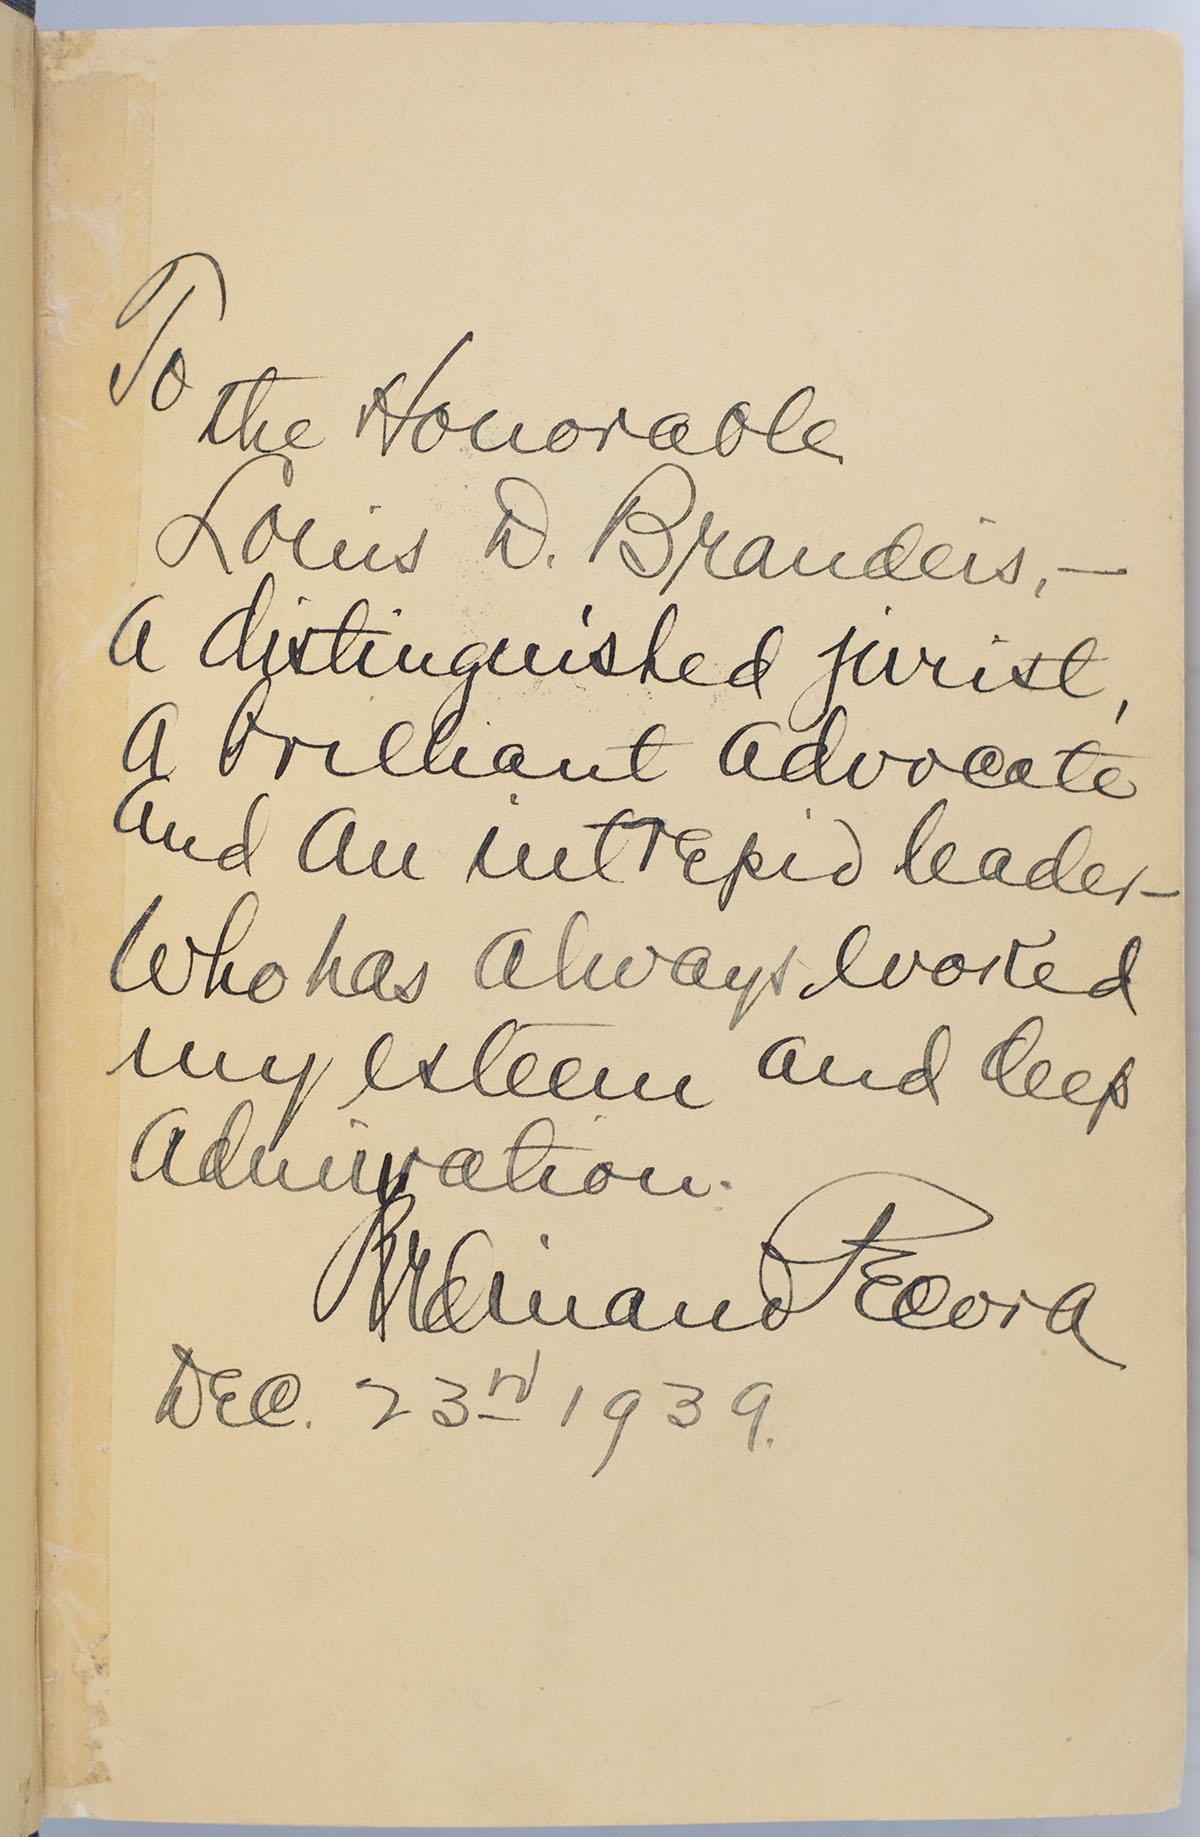 To
the Honorable
Louis D. Brandeis, —
a distinguished jurist,
a brilliant advocate
and an intrepid leader —
who has always evoked
my esteem and deep
admiration.
Ferdinand Pecora
Dec. 23rd 1939.